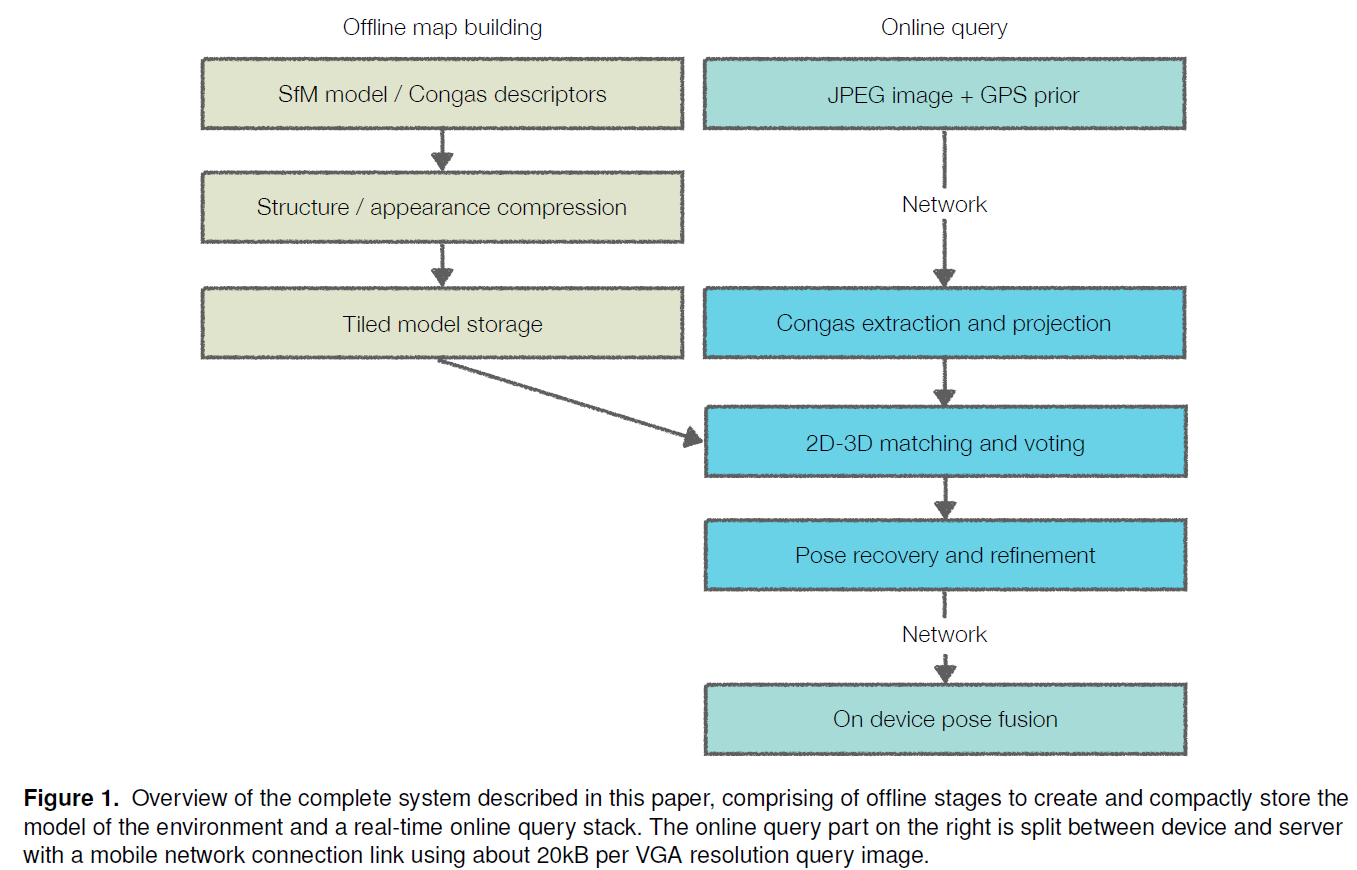 Offline map building
Online query
SfM model / Congas descriptors
JPEG image + GPS prior
Structure / appearance compression
Network
Tiled model storage
Congas extraction and projection
2D-3D matching and voting
Pose recovery and refinement
Network
On device pose fusion
Figure 1. Overview of the complete system described in this paper, comprising of offline stages to create and compactly store the
model of the environment and a real-time online query stack. The online query part on the right is split between device and server
with a mobile network connection link using about 20kB per VGA resolution query image.